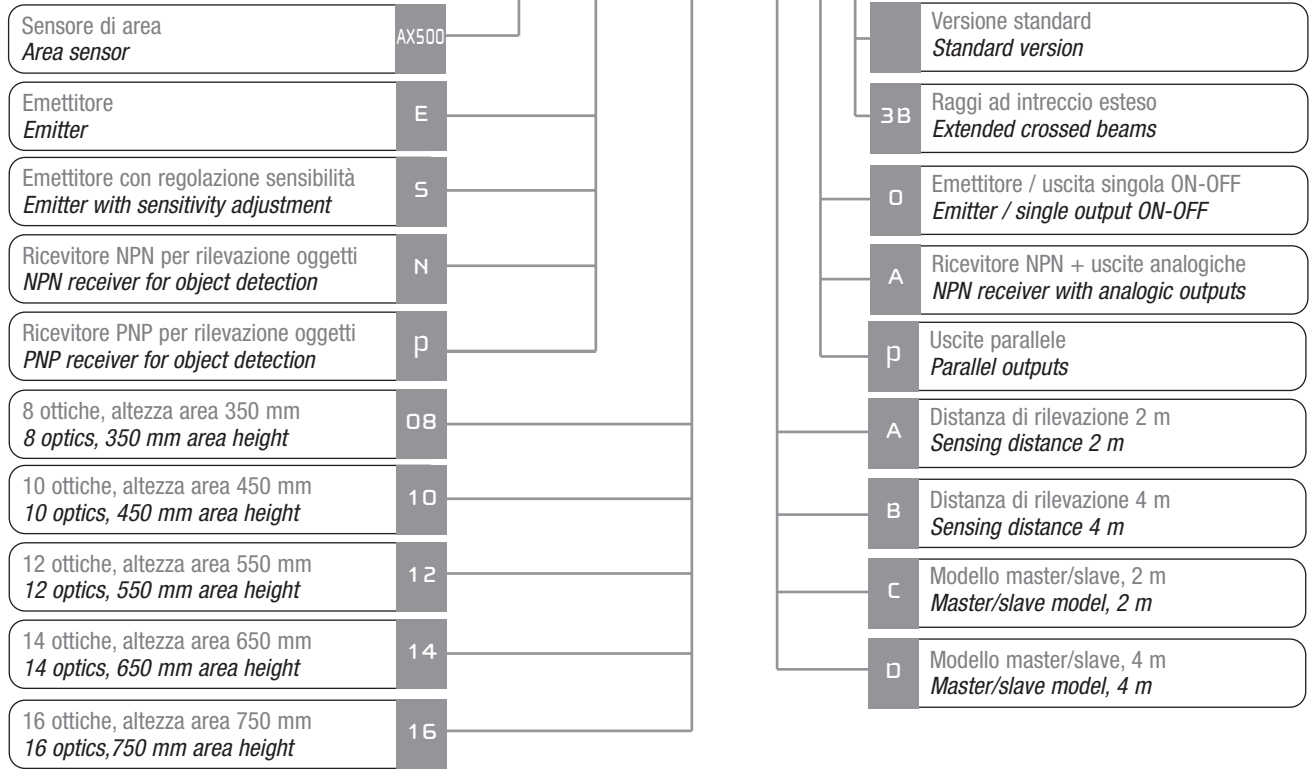 Sensore di area
Area sensor
AX500
Emettitore
Emitter
E
Emettitore con regolazione sensibilità
Emitter with sensitivity adjustment
S
Ricevitore NPN per rilevazione oggetti
NPN receiver for object detection
N
Ricevitore PNP per rilevazione oggetti
PNP receiver for object detection
P
8 ottiche, altezza area 350 mm
8 optics, 350 mm area height
08
10 ottiche, altezza area 450 mm
10 optics, 450 mm area height
10
12 ottiche, altezza area 550 mm
12 optics, 550 mm area height
12
14 ottiche, altezza area 650 mm
14 optics, 650 mm area height
14
16 ottiche, altezza area 750 mm
16 optics,750 mm area height
16
Versione standard
Standard version
3B
Raggi ad intreccio esteso
Extended crossed beams
0
Emettitore / uscita singola ON-OFF
Emitter / single output ON-OFF
A
Ricevitore NPN + uscite analogiche
NPN receiver with analogic outputs
P
Uscite parallele
Parallel outputs
A
Distanza di rilevazione 2 m
Sensing distance 2 m
B
Distanza di rilevazione 4 m
Sensing distance 4 m
C
Modello master/slave, 2 m
Master/slave model, 2 m
D
Modello master/slave, 4 m
Master/slave model, 4 m